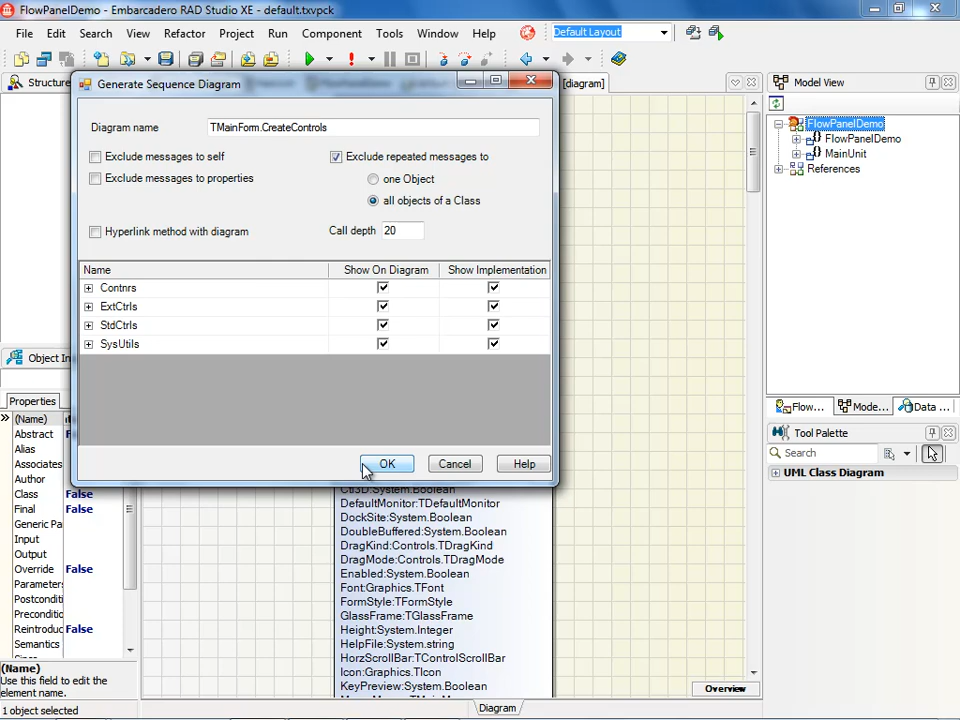 FlowPanelDemo - Embarcadero RAD Studio XE - default.txvpck
File Edit Search View Refactor Project Run Component Tools Window Help
Default Layout
Structure
[diagram]
Model View
Generate Sequence Diagram
Diagram name TMainForm.CreateControls
Exclude messages to self
Exclude repeated messages to
Exclude messages to properties
one Object
all objects of a Class
Hyperlink method with diagram
Call depth 20
Name Show On Diagram Show Implementation
Contnrs
ExtCtrls
StdCtrls
SysUtils
OK Cancel Help
FlowPanelDemo
FlowPanelDemo
MainUnit
References
Flow... Mode... Data ...
Tool Palette
Search
UML Class Diagram
Object In
Properties
(Name)
Abstract
Alias
Associates
Author
Class False
Final False
Generic Pa
Input
Output
Override False
Parameters
Postconditi
Preconditio
Reintroduc False
Semantics
(Name)
Use this field to edit the
element name.
1 object selected
Ctl3D:System.Boolean
DefaultMonitor:TDefaultMonitor
DockSite:System.Boolean
DoubleBuffered:System.Boolean
DragKind:Controls.TDragKind
DragMode:Controls.TDragMode
Enabled:System.Boolean
Font:Graphics.TFont
FormStyle:TFormStyle
GlassFrame:TGlassFrame
Height:System.Integer
HelpFile:System.string
HorzScrollBar:TControlScrollBar
Icon:Graphics.TIcon
KeyPreview:System.Boolean
Overview
Diagram